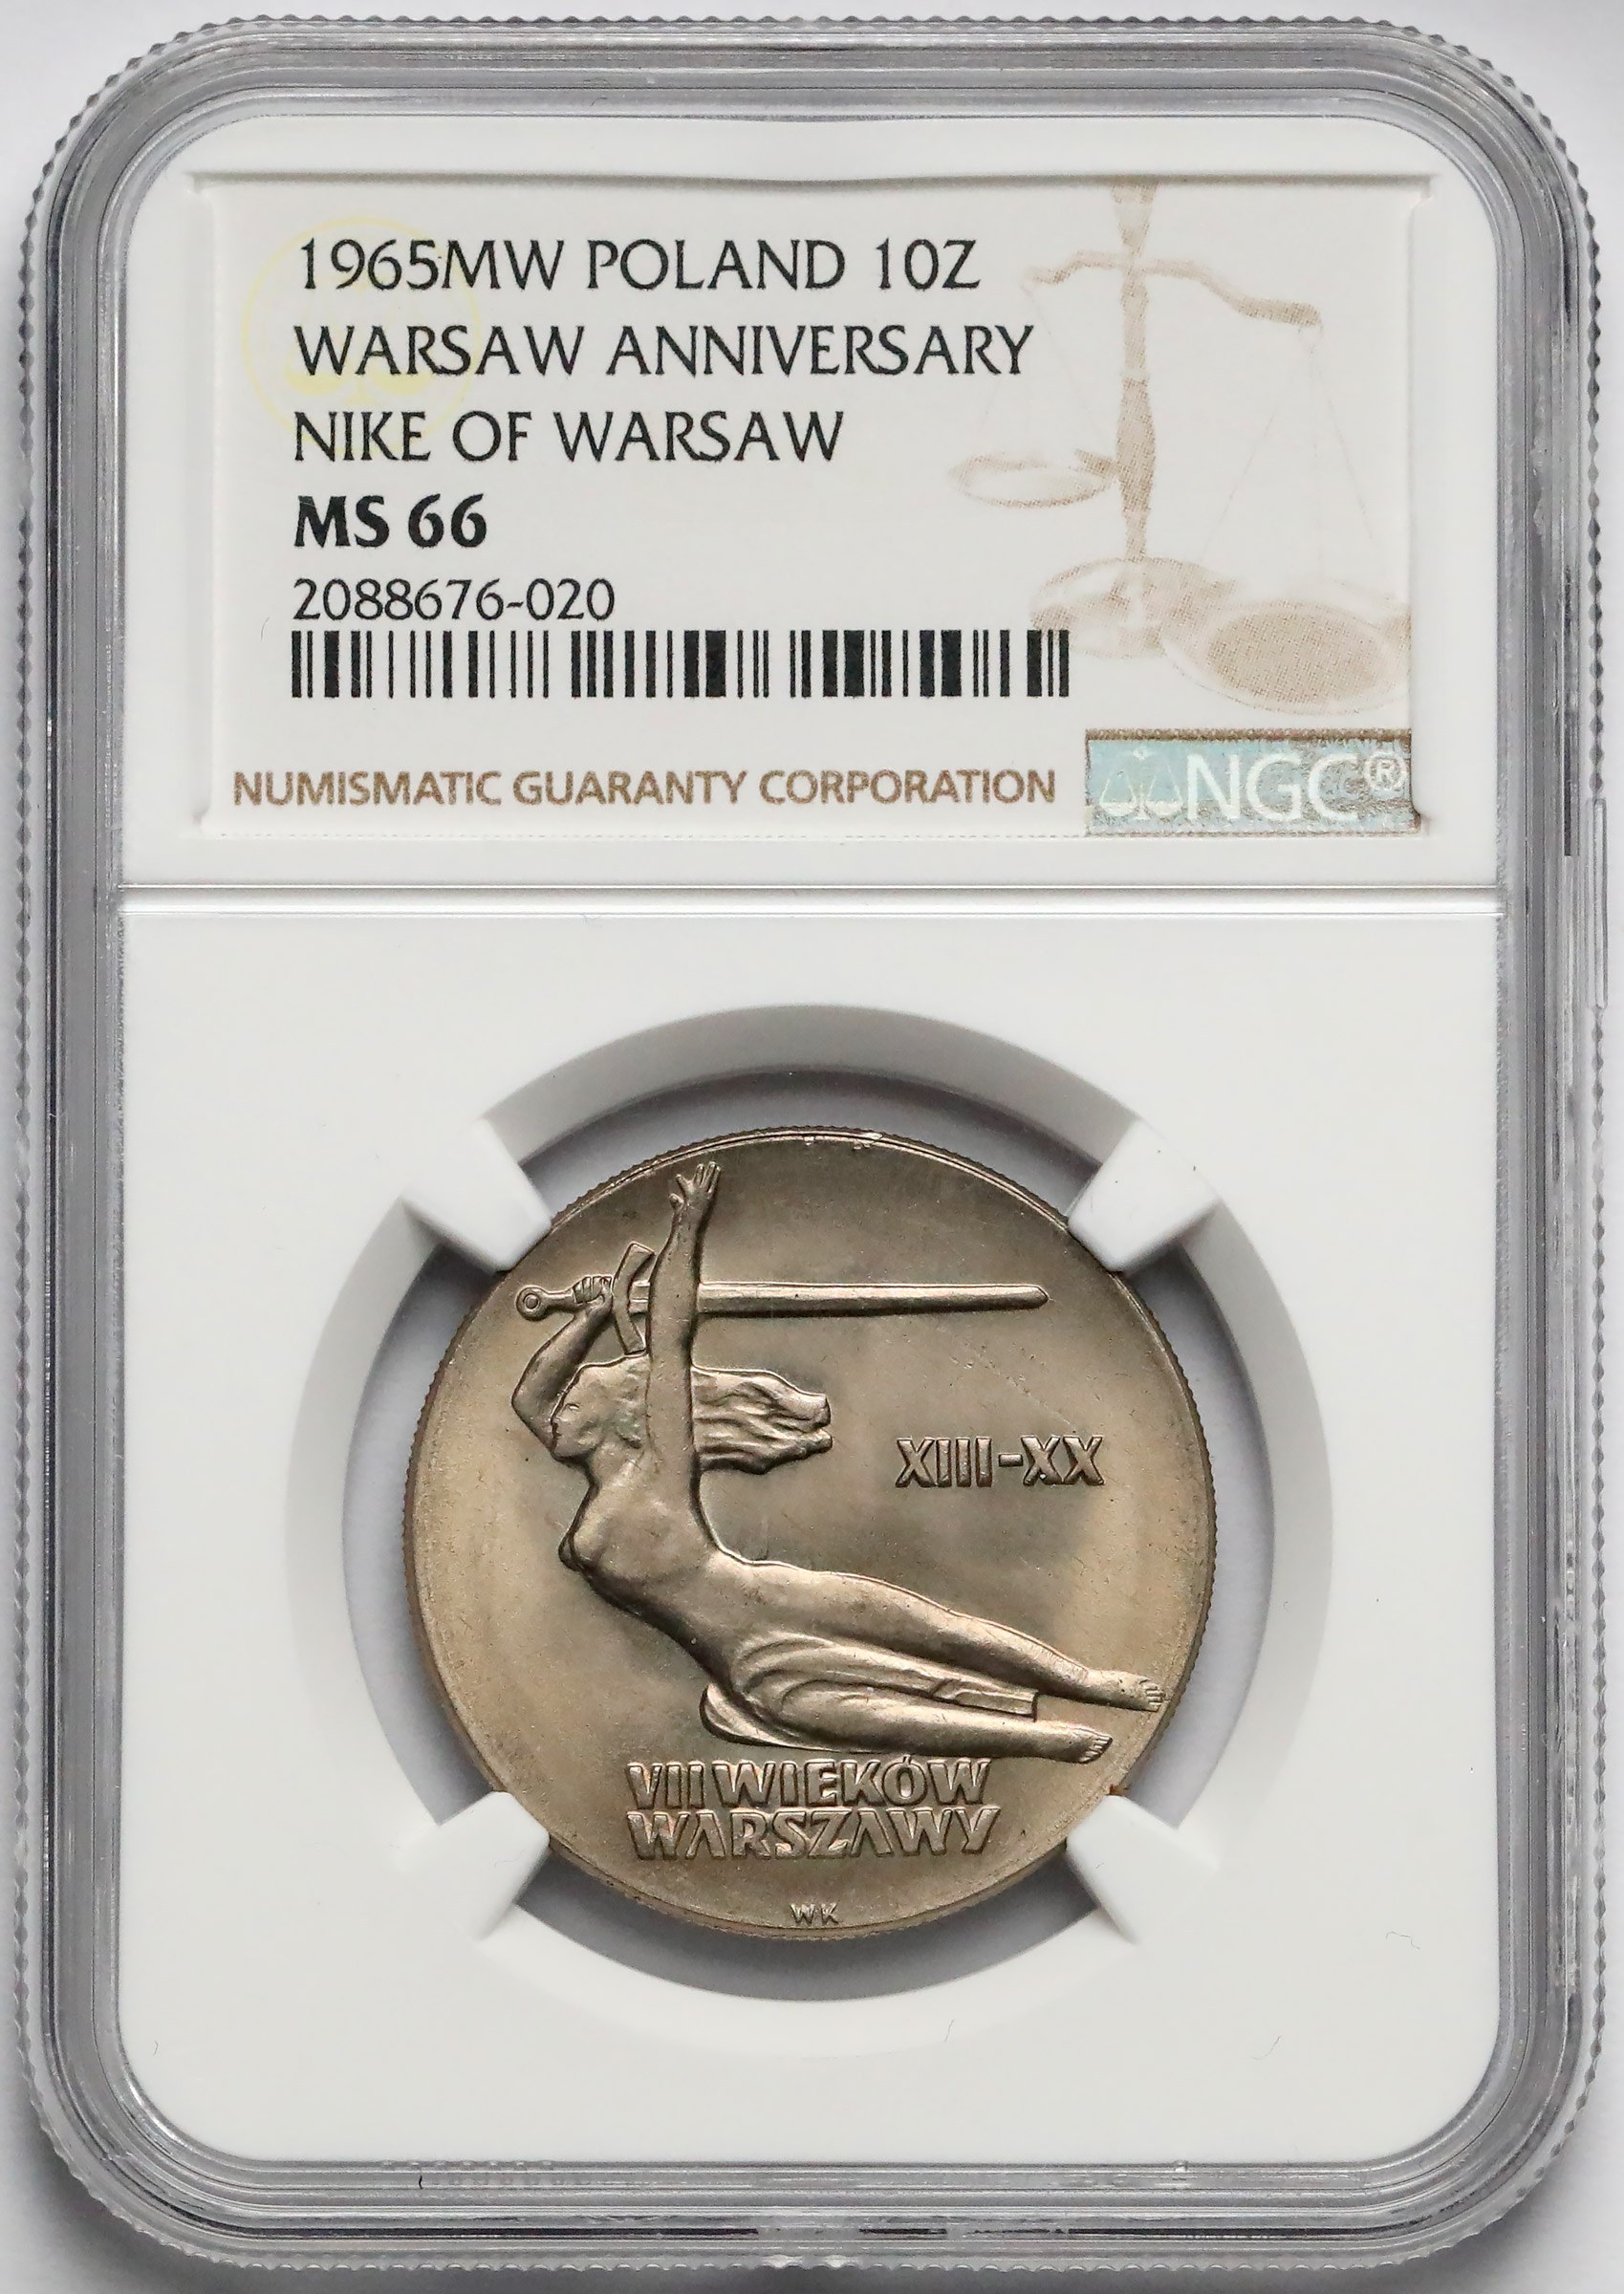 1965MW POLAND 10Z
WARSAW ANNIVERSARY
NIKE OF WARSAW
MS 66
2088676-020
NUMISMATIC GUARANTY CORPORATION
NGC®
XIII-XX
VII WIEKÓW
WARSZAWY
WK